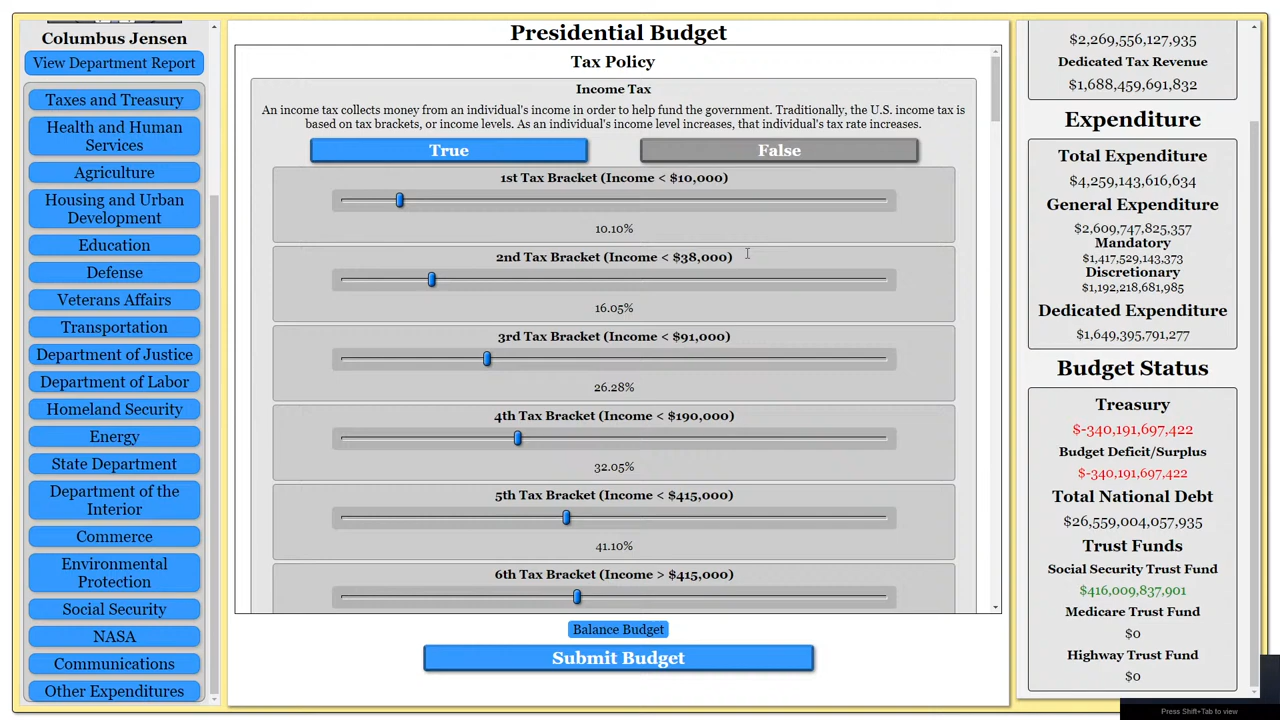 Columbus Jensen
View Department Report
Taxes and Treasury
Health and Human
Services
Agriculture
Housing and Urban
Development
Education
Defense
Veterans Affairs
Transportation
Department of Justice
Department of Labor
Homeland Security
Energy
State Department
Department of the
Interior
Commerce
Environmental
Protection
Social Security
NASA
Communications
Other Expenditures
Presidential Budget
Tax Policy
Income Tax
An income tax collects money from an individual's income in order to help fund the government. Traditionally, the U.S. income tax is
based on tax brackets, or income levels. As an individual's income level increases, that individual's tax rate increases.
True
False
1st Tax Bracket (Income < $10,000)
10.10%
2nd Tax Bracket (Income < $38,000)
16.05%
3rd Tax Bracket (Income < $91,000)
26.28%
4th Tax Bracket (Income < $190,000)
32.05%
5th Tax Bracket (Income < $415,000)
41.10%
6th Tax Bracket (Income > $415,000)
Balance Budget
Submit Budget
$2,269,556,127,935
Dedicated Tax Revenue
$1,688,459,691,832
Expenditure
Total Expenditure
$4,259,143,616,634
General Expenditure
$2,609,747,825,357
Mandatory
$1,417,529,143,373
Discretionary
$1,192,218,681,985
Dedicated Expenditure
$1,649,395,791,277
Budget Status
Treasury
$-340,191,697,422
Budget Deficit/Surplus
$-340,191,697,422
Total National Debt
$26,559,004,057,935
Trust Funds
Social Security Trust Fund
$416,009,837,901
Medicare Trust Fund
$0
Highway Trust Fund
$0
Press Shift+Tab to view